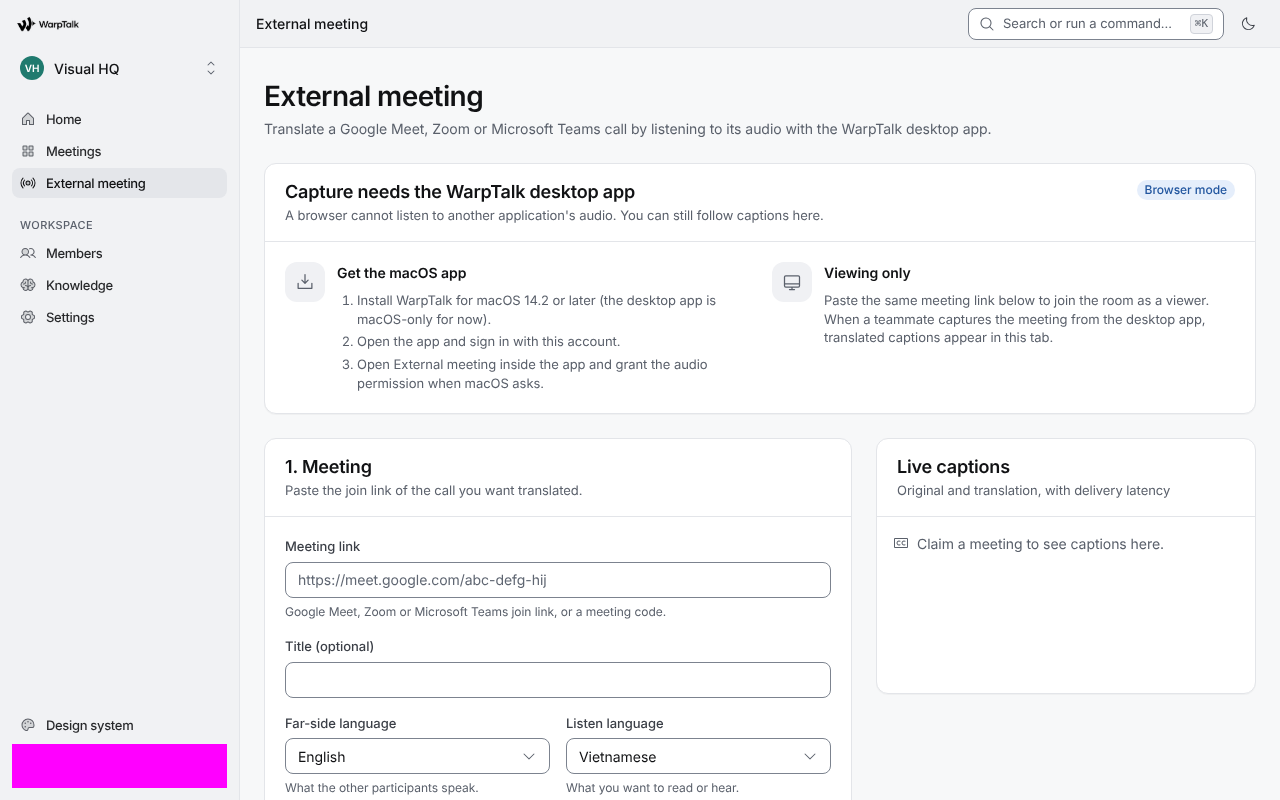 WarpTalk
External meeting
Search or run a command...
⌘K
VH
Visual HQ
Home
Meetings
External meeting
WORKSPACE
Members
Knowledge
Settings
Design system
External meeting
Translate a Google Meet, Zoom or Microsoft Teams call by listening to its audio with the WarpTalk desktop app.
Capture needs the WarpTalk desktop app
Browser mode
A browser cannot listen to another application's audio. You can still follow captions here.
Get the macOS app
1. Install WarpTalk for macOS 14.2 or later (the desktop app is
macOS-only for now).
2. Open the app and sign in with this account.
3. Open External meeting inside the app and grant the audio
permission when macOS asks.
Viewing only
Paste the same meeting link below to join the room as a viewer.
When a teammate captures the meeting from the desktop app,
translated captions appear in this tab.
1. Meeting
Paste the join link of the call you want translated.
Meeting link
https://meet.google.com/abc-defg-hij
Google Meet, Zoom or Microsoft Teams join link, or a meeting code.
Title (optional)
Far-side language
Listen language
English
Vietnamese
What the other participants speak.
What you want to read or hear.
Live captions
Original and translation, with delivery latency
CC
Claim a meeting to see captions here.